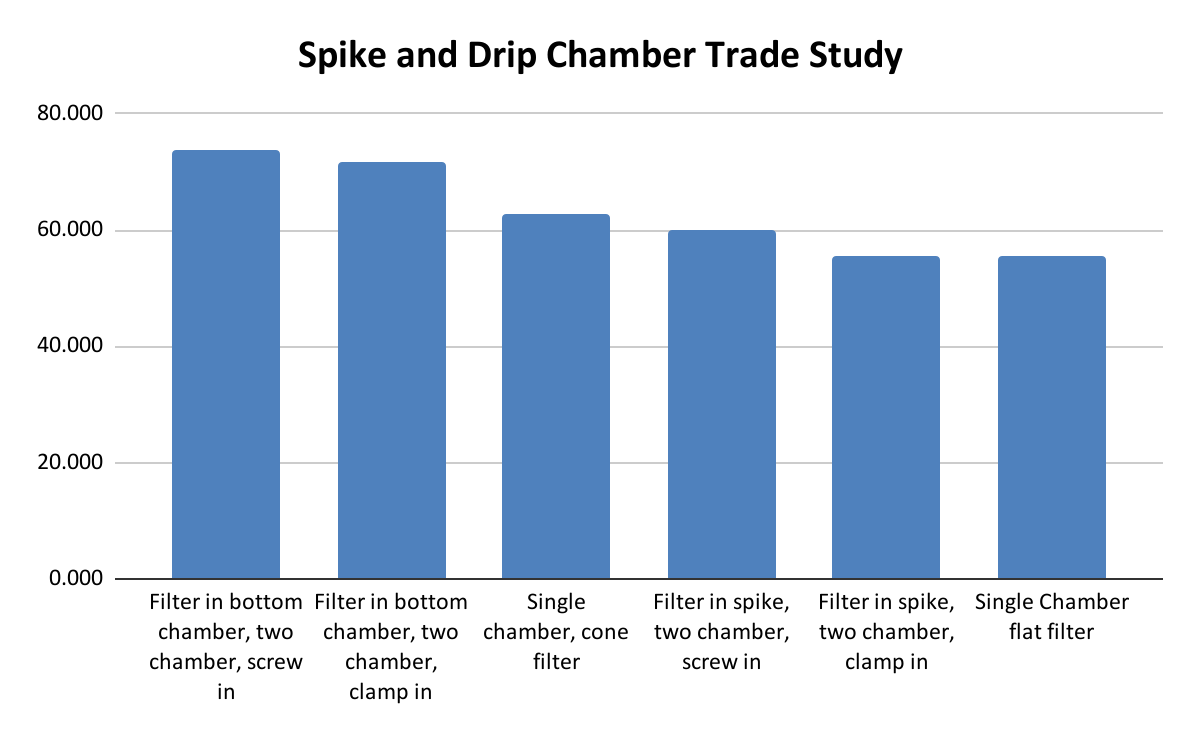 Spike and Drip Chamber Trade Study
80.000
60.000
40.000
20.000
0.000
Filter in bottom
chamber, two
chamber, screw
in
Filter in bottom
chamber, two
chamber,
clamp in
Single
chamber, cone
filter
Filter in spike,
two chamber,
screw in
Filter in spike,
two chamber,
clamp in
Single Chamber
flat filter